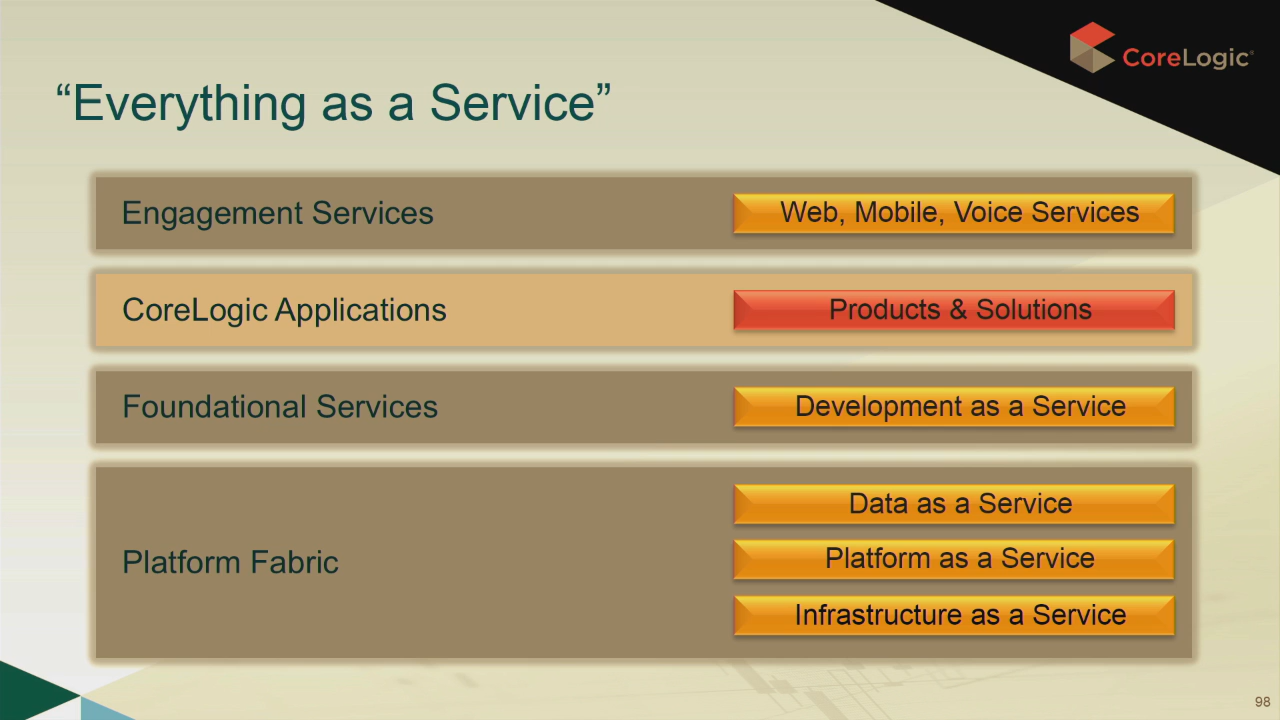 CoreLogic®
“Everything as a Service”
Engagement Services
Web, Mobile, Voice Services
CoreLogic Applications
Products & Solutions
Foundational Services
Development as a Service
Platform Fabric
Data as a Service
Platform as a Service
Infrastructure as a Service
98